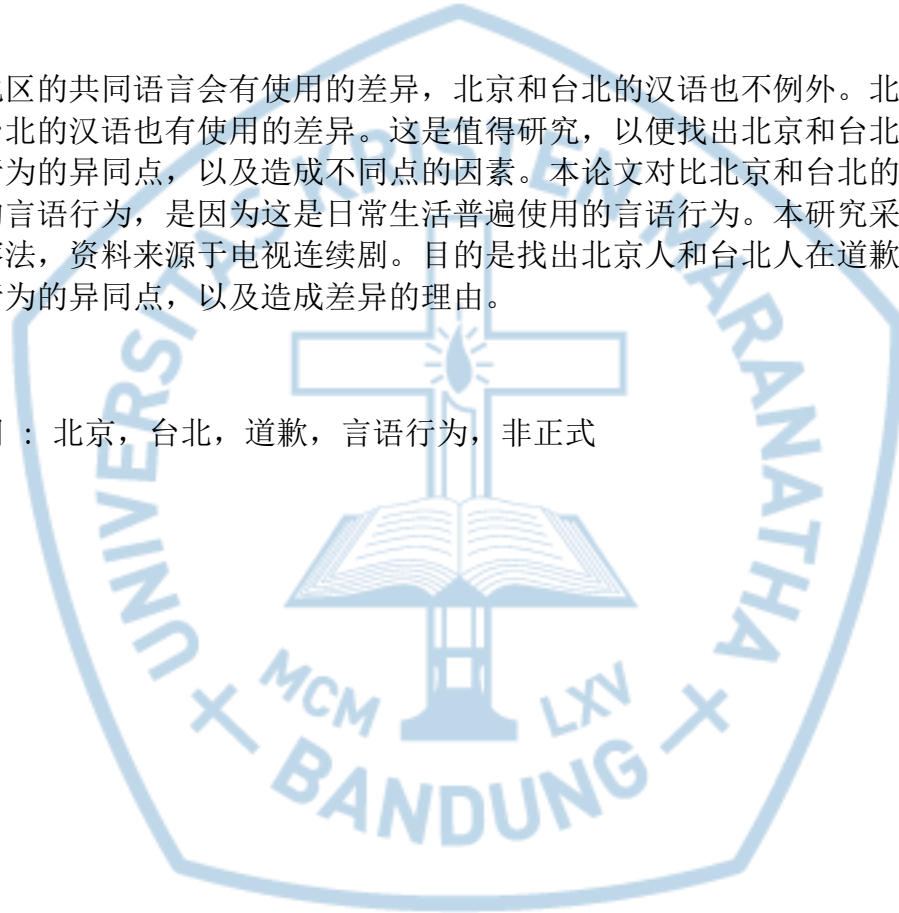 区的共同语言会有使用的差异，北京和台北的汉语也不例外。北
北的汉语也有使用的差异。这是值得研究，以便找出北京和台北
为的异同点，以及造成不同点的因素。本论文对比北京和台北的
言语行为，是因为这是日常生活普遍使用的言语行为。本研究采
法，资料来源于电视连续剧。目的是找出北京人和台北人在道歉
为的异同点，以及造成差异的理由。
: 北京，台北，道歉，言语行为，非正式
UNIVERSITAS KRISTEN MARANATHA
MCM LXV
BANDUNG